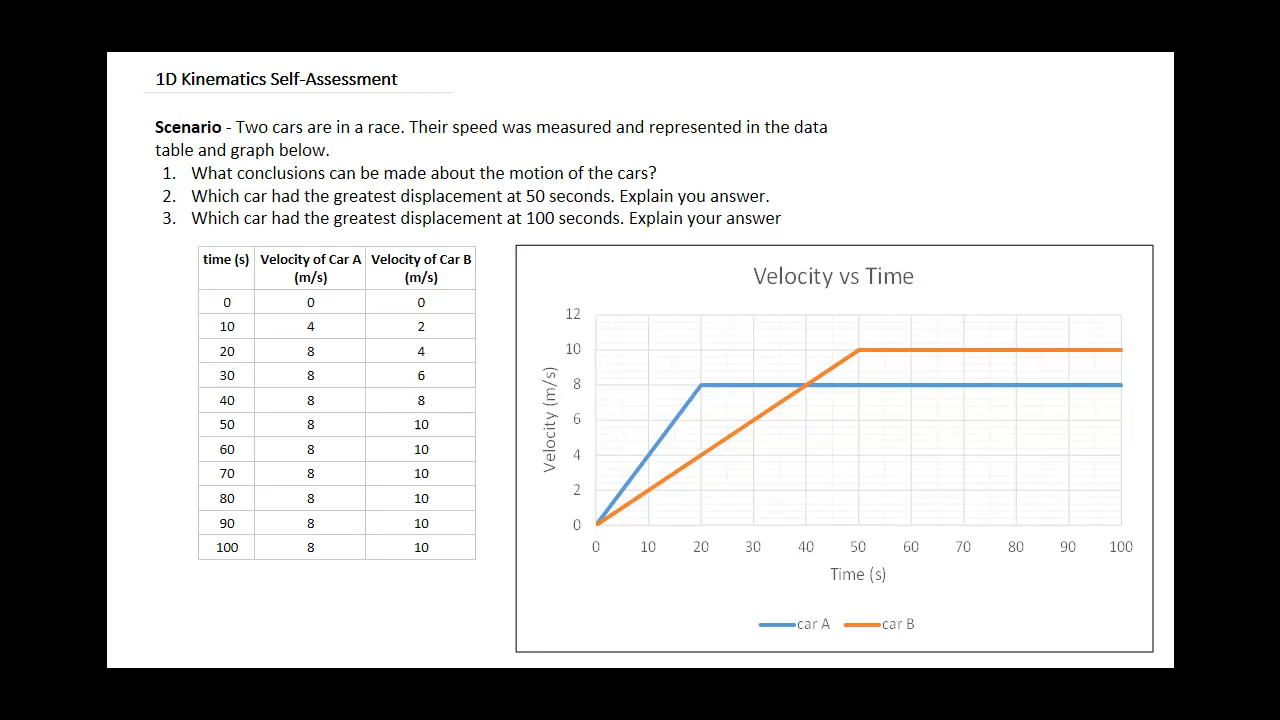 1D Kinematics Self-Assessment
Scenario - Two cars are in a race. Their speed was measured and represented in the data
table and graph below.
1. What conclusions can be made about the motion of the cars?
2. Which car had the greatest displacement at 50 seconds. Explain you answer.
3. Which car had the greatest displacement at 100 seconds. Explain your answer
time (s) Velocity of Car A Velocity of Car B
(m/s) (m/s)
0 0 0
10 4 2
20 8 4
30 8 6
40 8 8
50 8 10
60 8 10
70 8 10
80 8 10
90 8 10
100 8 10
Velocity vs Time
12
10
8
6
4
2
0
Velocity (m/s)
0 10 20 30 40 50 60 70 80 90 100
Time (s)
car A car B